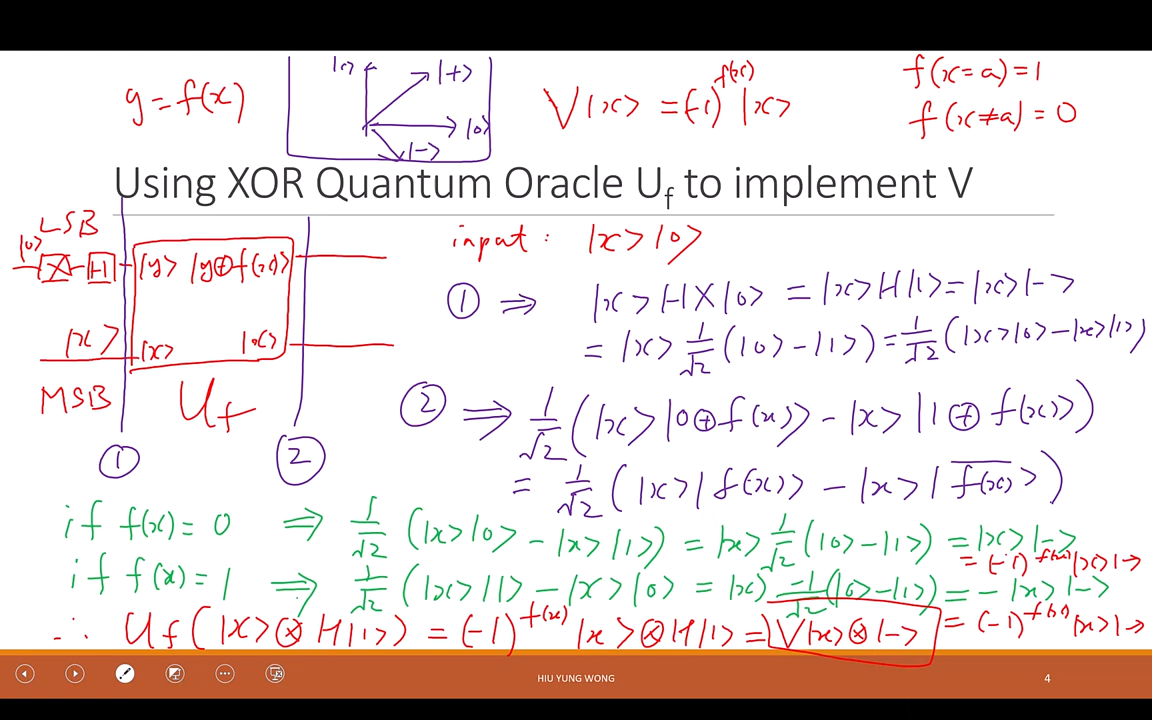 y = f(x)
|1> |+>
|0>
|->
V|x> = (-1)^f(x) |x>
f(x=a) = 1
f(x≠a) = 0
Using XOR Quantum Oracle U_f to implement V
LSB
|0> X H |y> |y⊕f(x)>
|x> |x> |x>
MSB
U_f
① ②
input : |x>|0>
① ⇒ |x> H X |0> = |x> H |1> = |x>|->
= |x> 1/√2 (|0> - |1>) = 1/√2 (|x>|0> - |x>|1>)
② ⇒ 1/√2 (|x>|0⊕f(x)> - |x>|1⊕f(x)>)
= 1/√2 (|x>|f(x)> - |x>|f̅(̅x̅)̅>)
if f(x) = 0 ⇒ 1/√2 (|x>|0> - |x>|1>) = |x> 1/√2 (|0> - |1>) = |x>|->
= (-1)^f(x) |x>|->
if f(x) = 1 ⇒ 1/√2 (|x>|1> - |x>|0> = |x> -1/√2 (|0> - |1>) = -|x>|->
= (-1)^f(x) |x>|->
∴ U_f (|x> ⊗ H|1>) = (-1)^f(x) |x> ⊗ H|1> = V|x> ⊗ |->
HIU YUNG WONG
4